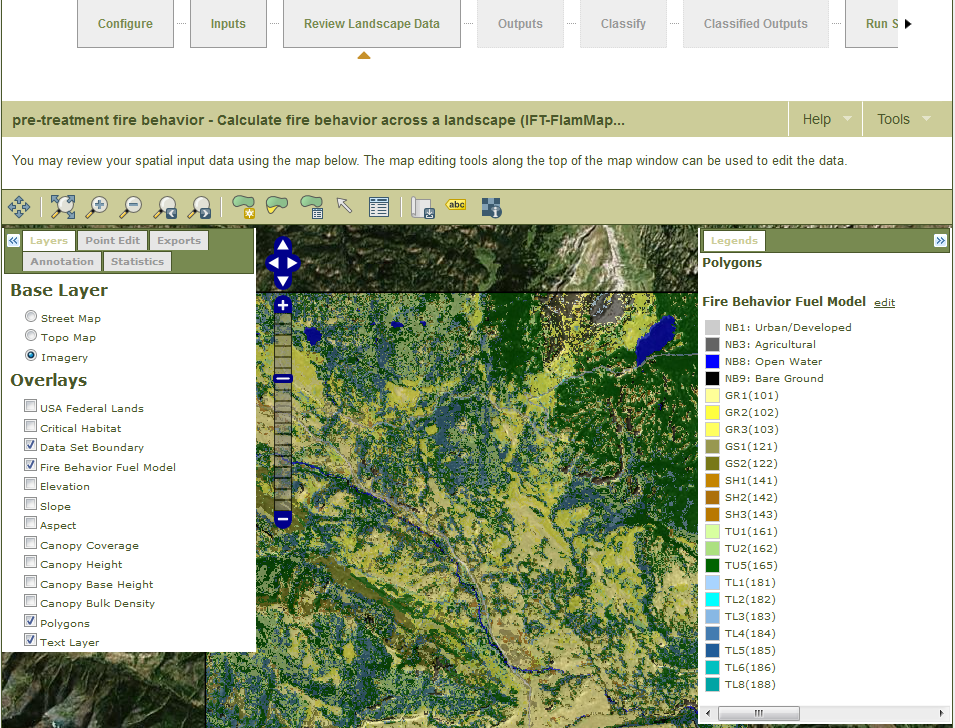 Configure Inputs Review Landscape Data Outputs Classify Classified Outputs Run S
pre-treatment fire behavior - Calculate fire behavior across a landscape (IFT-FlamMap... Help Tools
You may review your spatial input data using the map below. The map editing tools along the top of the map window can be used to edit the data.
abc
Layers Point Edit Exports
Annotation Statistics
Base Layer
Street Map
Topo Map
Imagery
Overlays
USA Federal Lands
Critical Habitat
Data Set Boundary
Fire Behavior Fuel Model
Elevation
Slope
Aspect
Canopy Coverage
Canopy Height
Canopy Base Height
Canopy Bulk Density
Polygons
Text Layer
Legends
Polygons
Fire Behavior Fuel Model edit
NB1: Urban/Developed
NB3: Agricultural
NB8: Open Water
NB9: Bare Ground
GR1(101)
GR2(102)
GR3(103)
GS1(121)
GS2(122)
SH1(141)
SH2(142)
SH3(143)
TU1(161)
TU2(162)
TU5(165)
TL1(181)
TL2(182)
TL3(183)
TL4(184)
TL5(185)
TL6(186)
TL8(188)